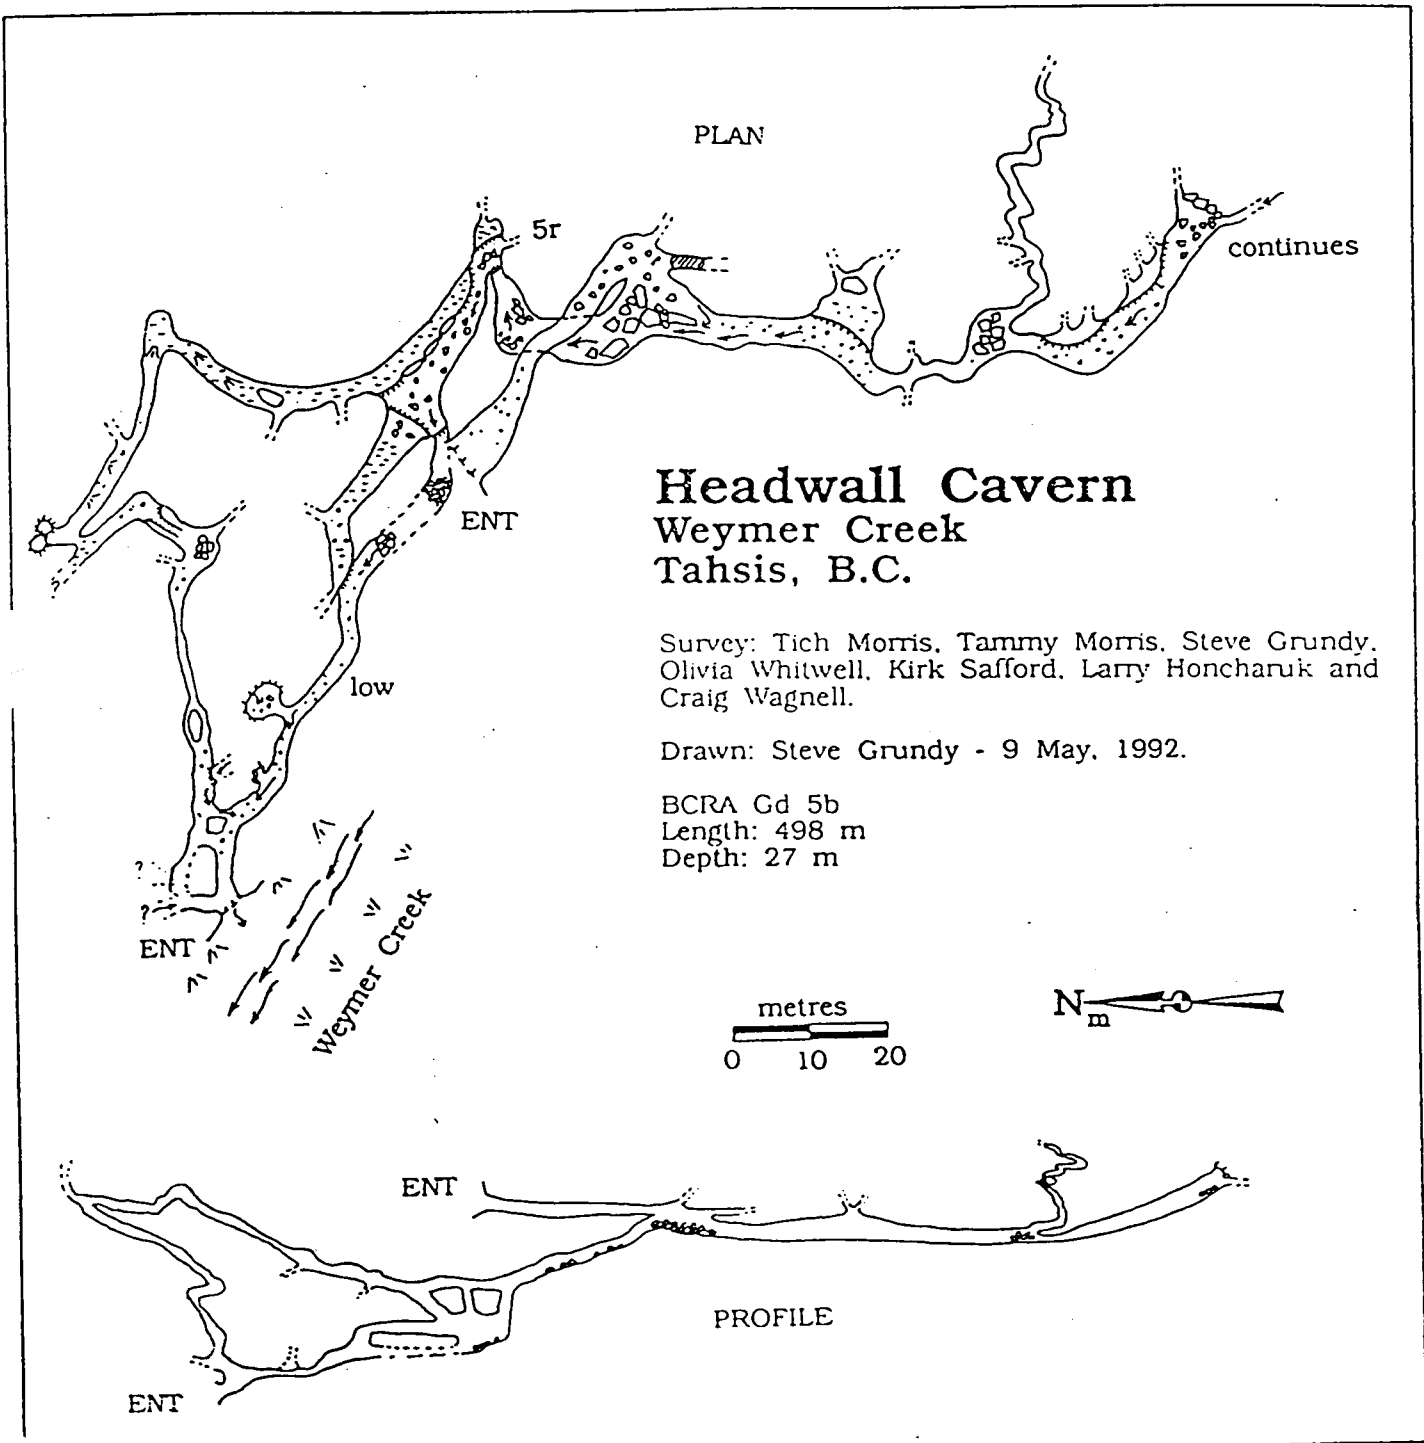 PLAN
5r
continues
ENT
Headwall Cavern
Weymer Creek
Tahsis, B.C.
Survey: Tich Morris, Tammy Morris, Steve Grundy,
Olivia Whitwell, Kirk Safford, Larry Honcharuk and
Craig Wagnell.
low
Drawn: Steve Grundy - 9 May, 1992.
BCRA Gd 5b
Length: 498 m
Depth: 27 m
?
?
ENT
Weymer Creek
metres
0 10 20
Nm
ENT
PROFILE
ENT